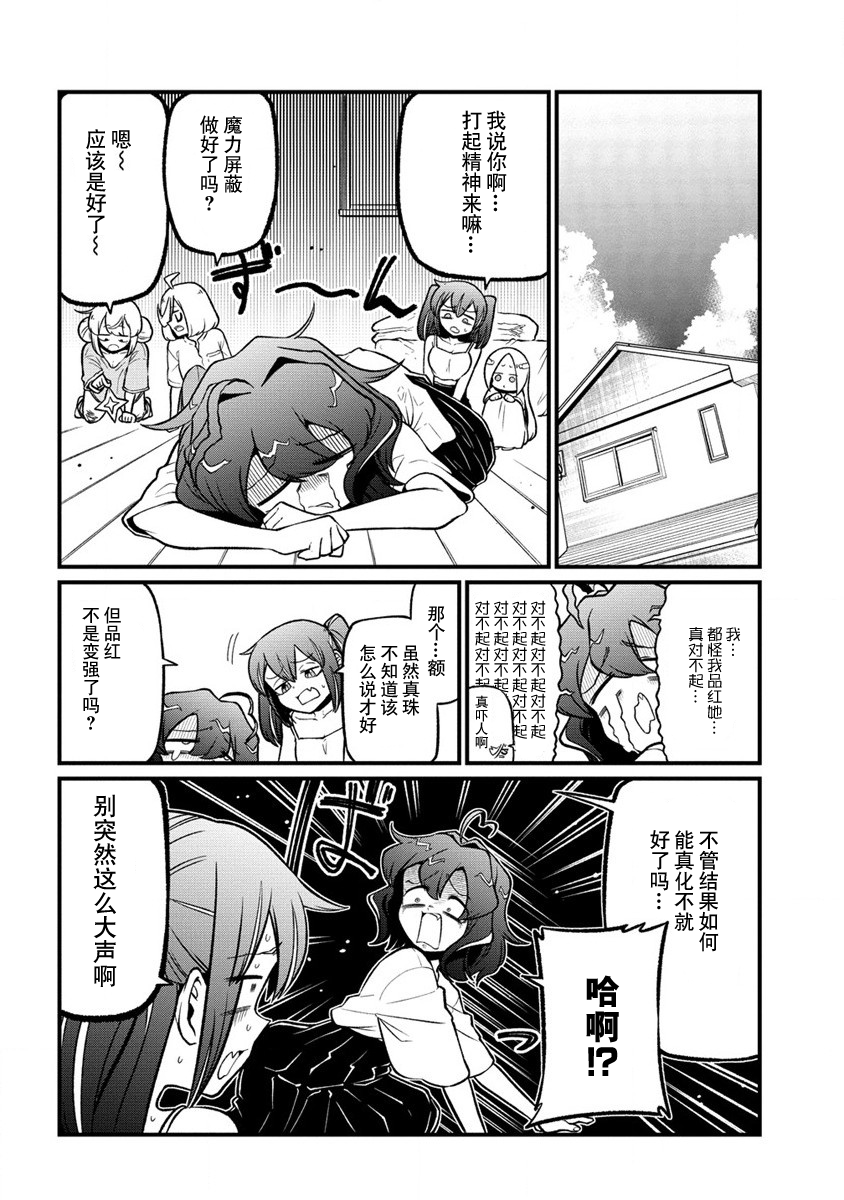 我说你啊…
打起精神来嘛…
魔力屏蔽
做好了吗？
嗯～
应该是好了～
ず～ん
我…
都怪我品红她…
真对不起…
对不起对不起对不起
对不起对不起对不起
对不起对不起对不起
对不起对不起
真吓人啊
那个…额
虽然真珠
不知道该
怎么说才好
但品红
不是变强了吗？
不管结果如何
能真化不就
好了吗…
哈啊!?
别突然这么大声啊